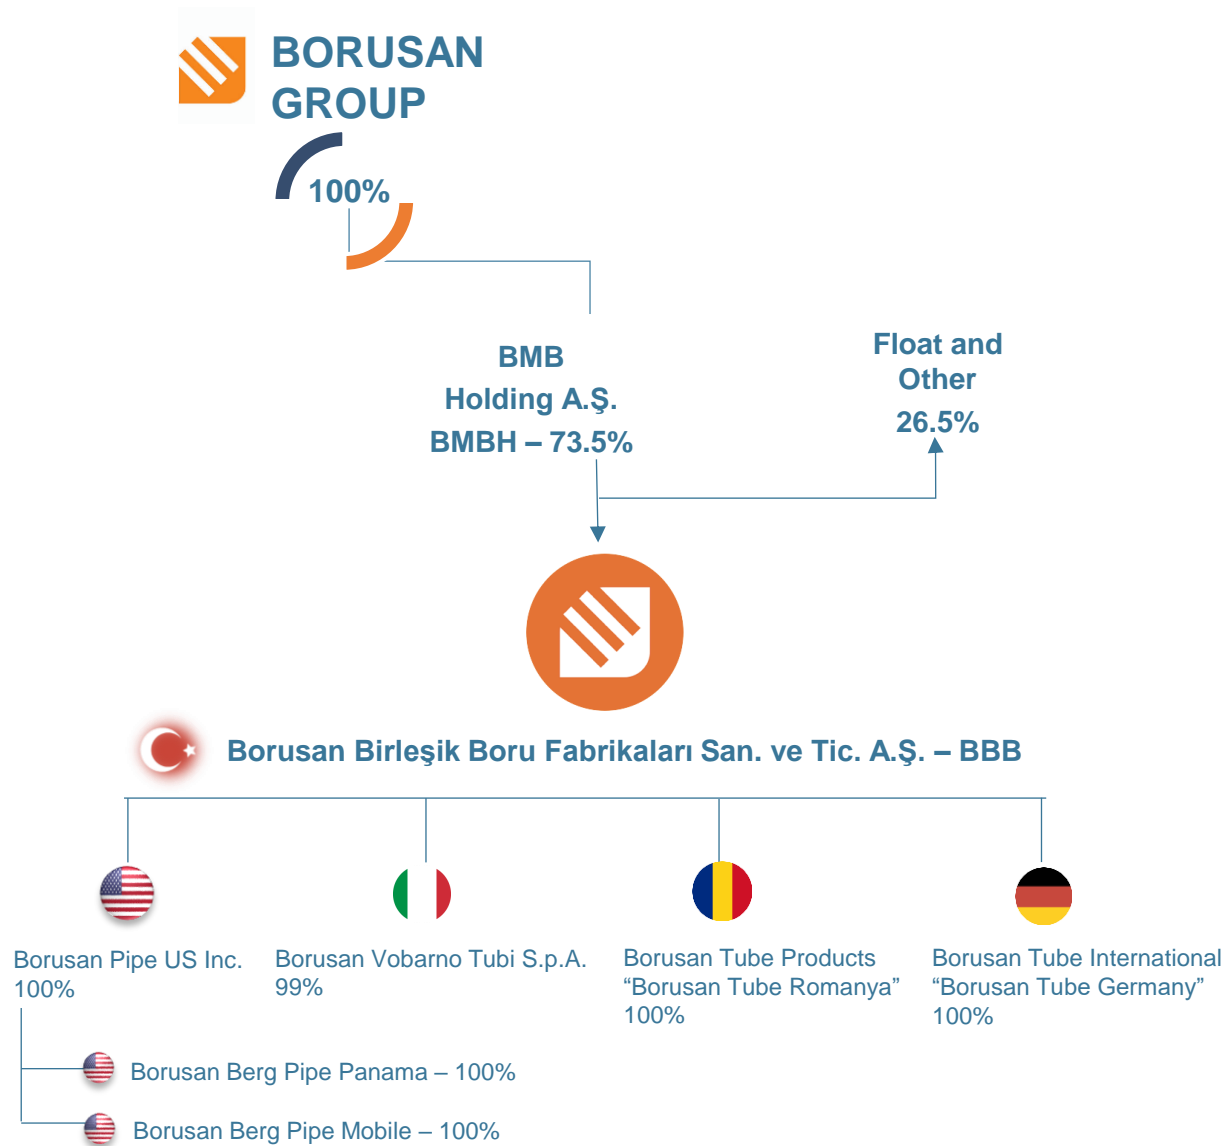 BORUSAN
GROUP
100%
BMB
Holding A.Ş.
BMBH – 73.5%
Float and
Other
26.5%
Borusan Birleşik Boru Fabrikaları San. ve Tic. A.Ş. – BBB
Borusan Pipe US Inc.
100%
Borusan Vobarno Tubi S.p.A.
99%
Borusan Tube Products
“Borusan Tube Romanya”
100%
Borusan Tube International
“Borusan Tube Germany”
100%
Borusan Berg Pipe Panama – 100%
Borusan Berg Pipe Mobile – 100%